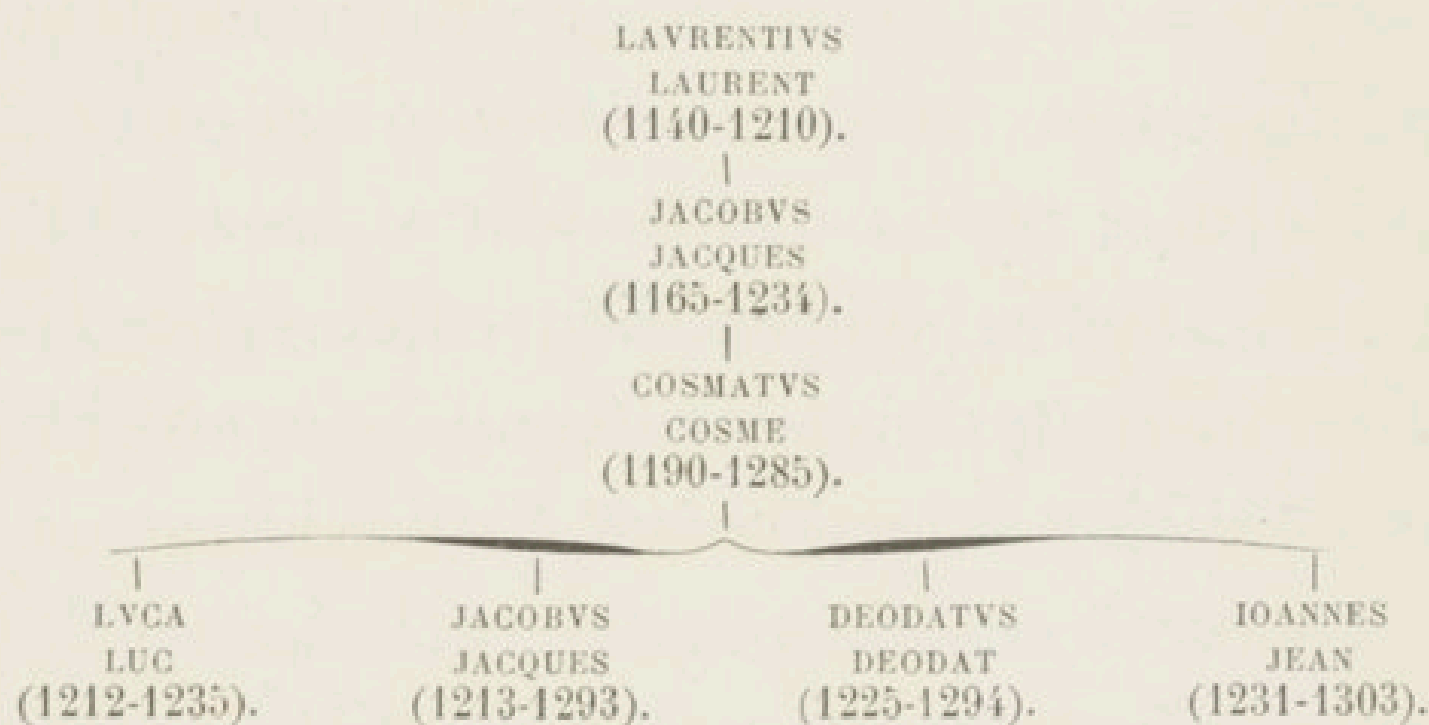 LAVRENTIVS
LAURENT
(1140-1210).
JACOBVS
JACQUES
(1165-1234).
COSMATVS
COSME
(1190-1285).
LVCA JACOBVS DEODATVS IOANNES
LUC JACQUES DEODAT JEAN
(1212-1235). (1213-1293). (1225-1294). (1231-1303).